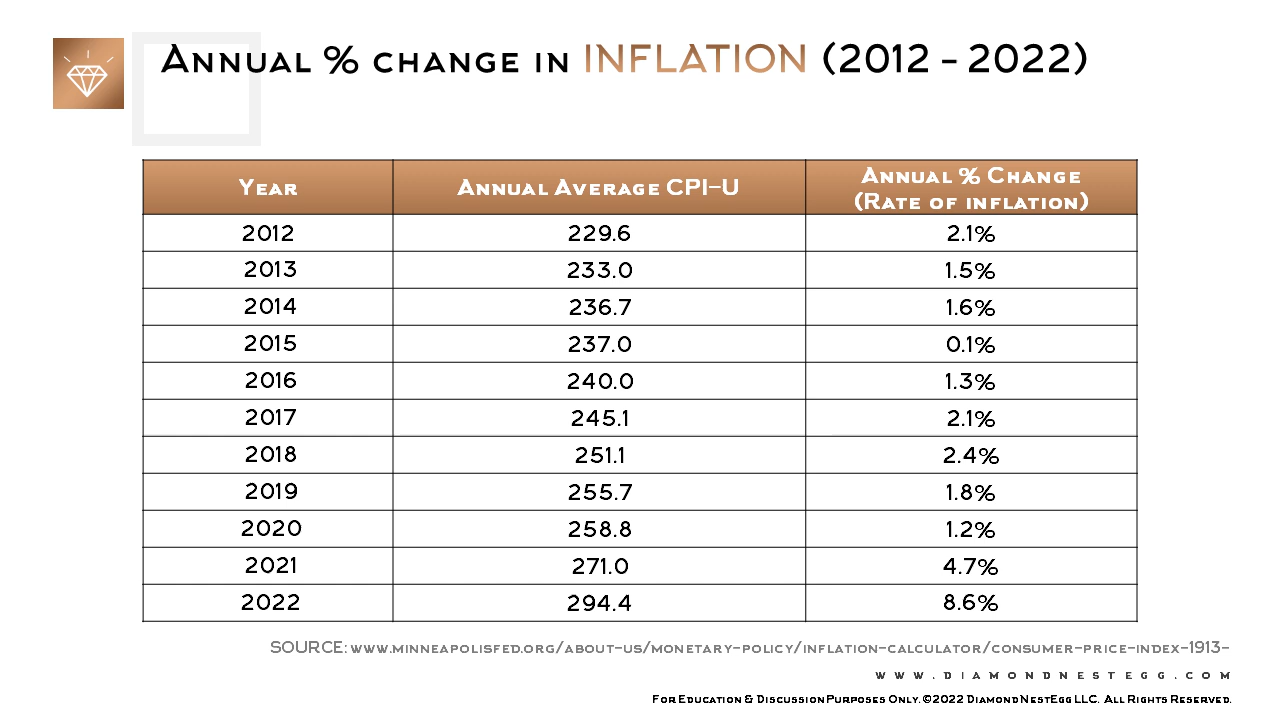 Annual % change in INFLATION (2012 - 2022)
Year Annual Average CPI-U Annual % Change
(Rate of inflation)
2012 229.6 2.1%
2013 233.0 1.5%
2014 236.7 1.6%
2015 237.0 0.1%
2016 240.0 1.3%
2017 245.1 2.1%
2018 251.1 2.4%
2019 255.7 1.8%
2020 258.8 1.2%
2021 271.0 4.7%
2022 294.4 8.6%
SOURCE: www.minneapolisfed.org/about-us/monetary-policy/inflation-calculator/consumer-price-index-1913-
www.diamondnestegg.com
For Education & Discussion Purposes Only. ©2022 DiamondNestEgg LLC. All Rights Reserved.